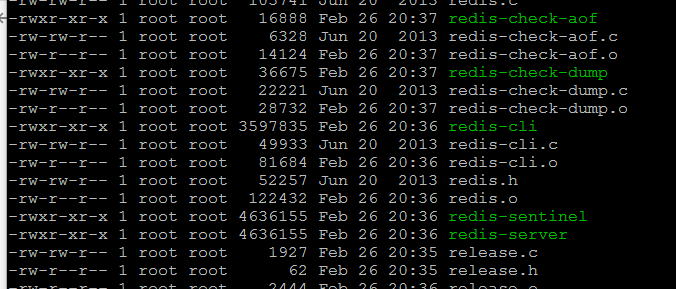 -rw-rw-r-- 1 root root 103741 Jun 20  2013 redis.c
-rwxr-xr-x 1 root root   16888 Feb 26 20:37 redis-check-aof
-rw-rw-r-- 1 root root    6328 Jun 20  2013 redis-check-aof.c
-rw-r--r-- 1 root root   14124 Feb 26 20:37 redis-check-aof.o
-rwxr-xr-x 1 root root   36675 Feb 26 20:37 redis-check-dump
-rw-rw-r-- 1 root root   22221 Jun 20  2013 redis-check-dump.c
-rw-r--r-- 1 root root   28732 Feb 26 20:37 redis-check-dump.o
-rwxr-xr-x 1 root root 3597835 Feb 26 20:36 redis-cli
-rw-rw-r-- 1 root root   49933 Jun 20  2013 redis-cli.c
-rw-r--r-- 1 root root   81684 Feb 26 20:36 redis-cli.o
-rw-rw-r-- 1 root root   52257 Jun 20  2013 redis.h
-rw-r--r-- 1 root root  122432 Feb 26 20:36 redis.o
-rwxr-xr-x 1 root root 4636155 Feb 26 20:36 redis-sentinel
-rwxr-xr-x 1 root root 4636155 Feb 26 20:36 redis-server
-rw-rw-r-- 1 root root    1927 Feb 26 20:35 release.c
-rw-r--r-- 1 root root      62 Feb 26 20:35 release.h
-rw-r--r-- 1 root root    2444 Feb 26 20:36 release.o